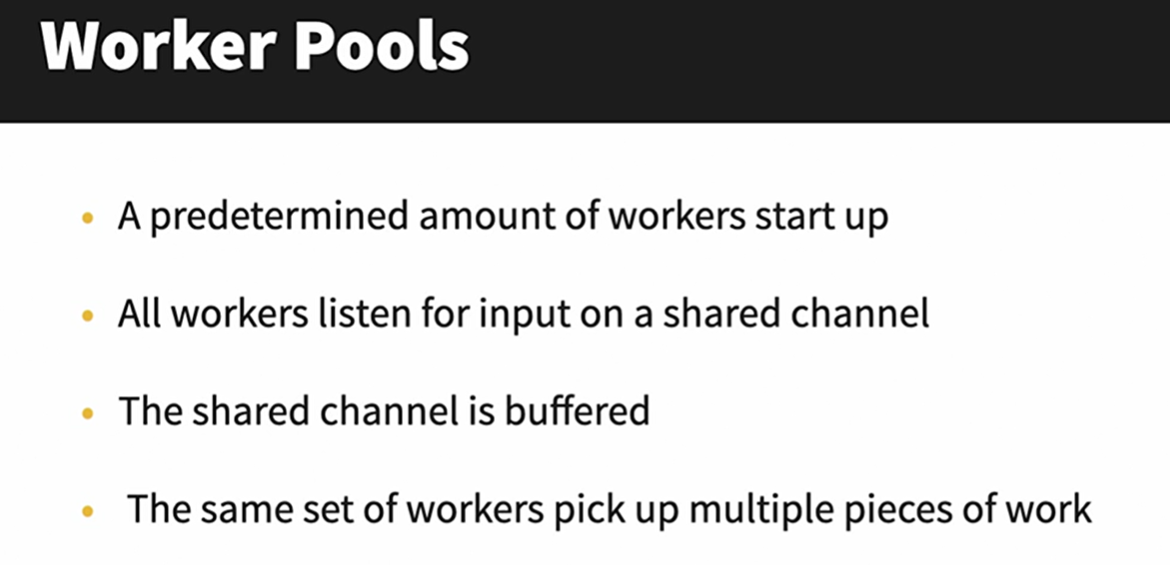 Worker Pools
A predetermined amount of workers start up
All workers listen for input on a shared channel
The shared channel is buffered
The same set of workers pick up multiple pieces of work